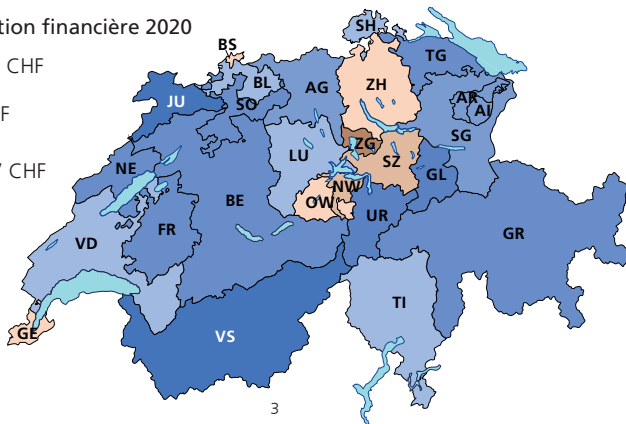 tion financière 2020
CHF
F
CHF
SH
BS
TG
BL
AG
ZH
JU
SO
AR
AI
SG
ZG
LU
SZ
NE
GL
NW
BE
OW
UR
FR
GR
VD
TI
GE
VS
3